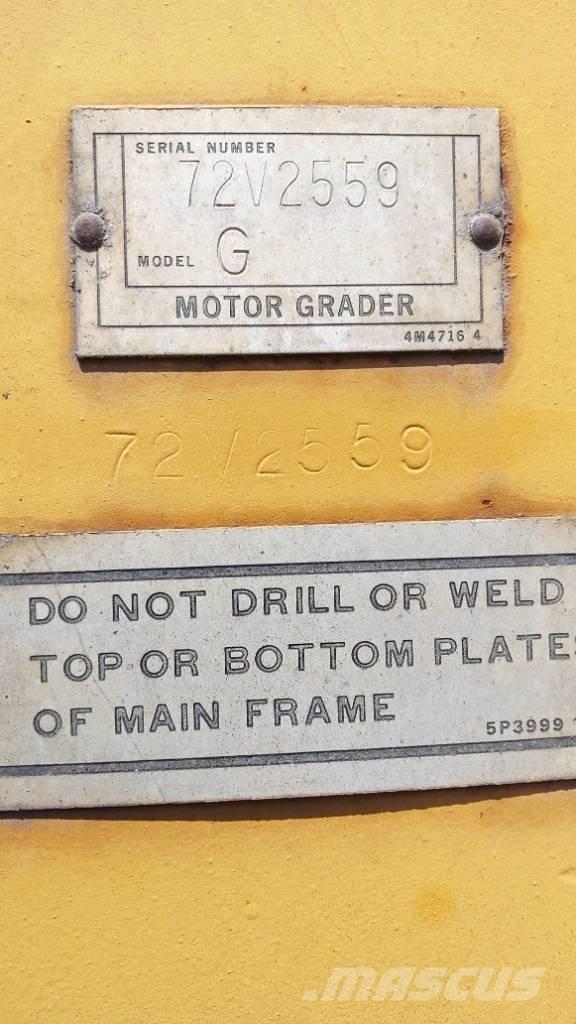 SERIAL NUMBER
72V2559
MODEL G
MOTOR GRADER
4M4716 4
72V2559
DO NOT DRILL OR WELD
TOP OR BOTTOM PLATES
OF MAIN FRAME
5P3999
MASCUS